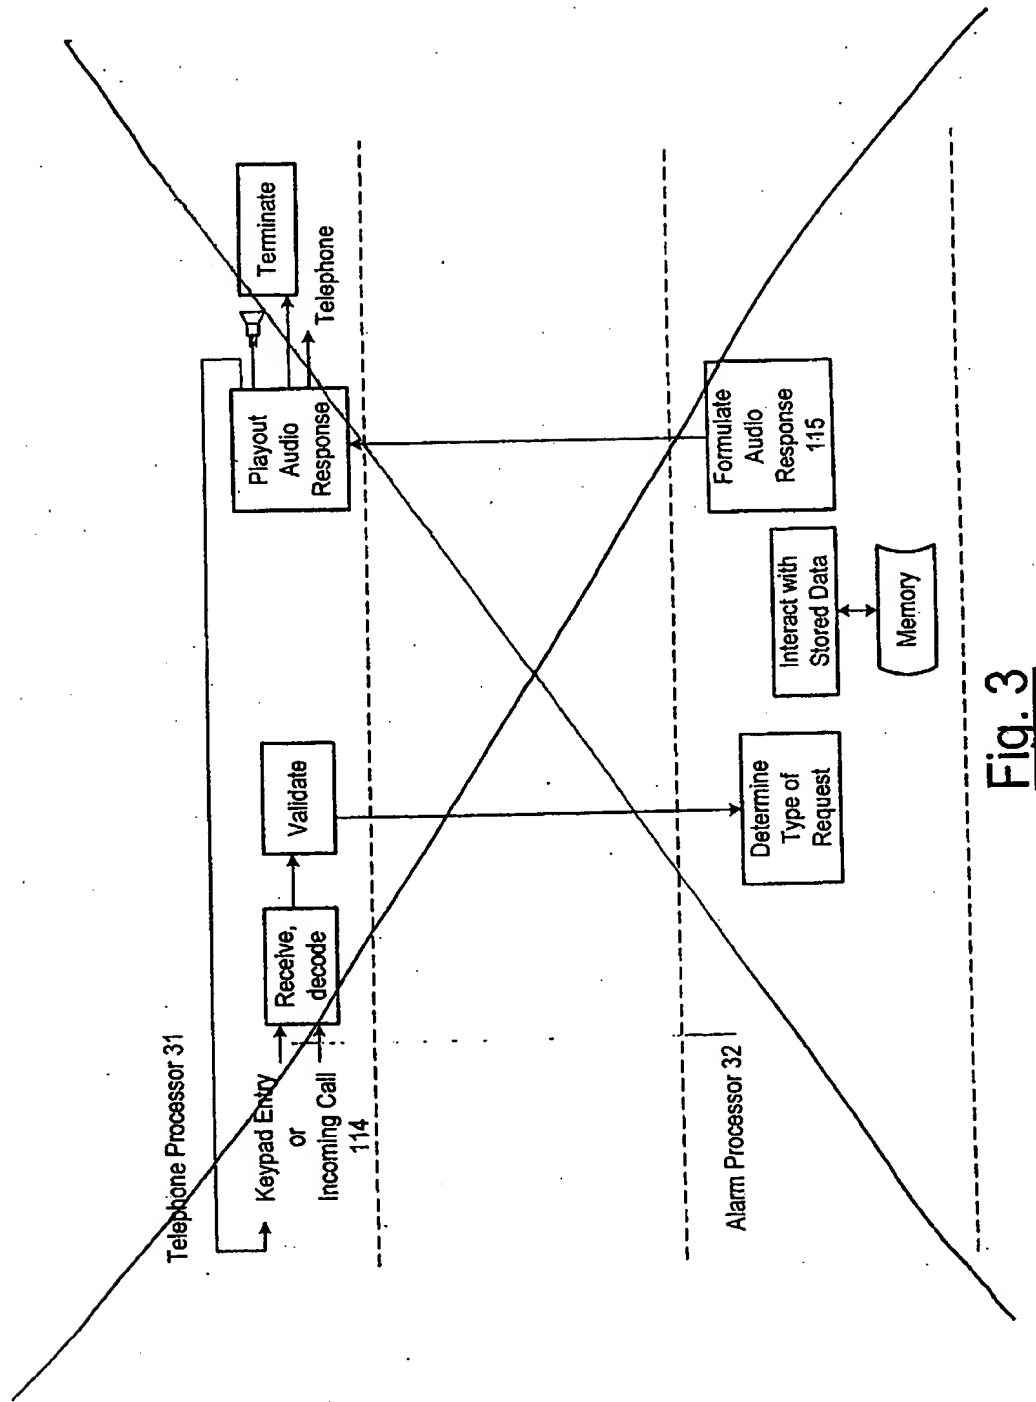 Telephone Processor 31
Keypad Entry
or
Incoming Call
114
Receive,
decode
Validate
Playout
Audio
Response
Terminate
Telephone
Alarm Processor 32
Determine
Type of
Request
Interact with
Stored Data
Memory
Formulate
Audio
Response
115
Fig. 3